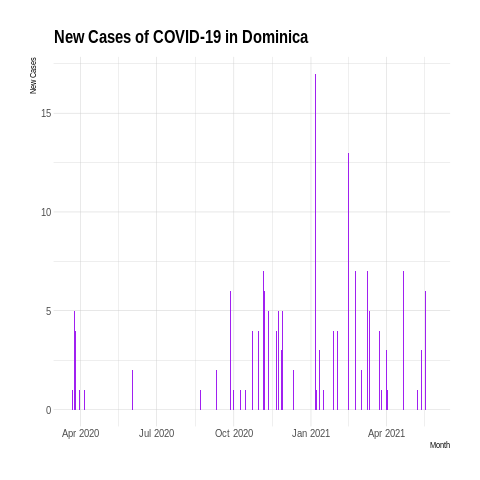 New Cases of COVID-19 in Dominica
New Cases
15
10
5
0
Apr 2020
Jul 2020
Oct 2020
Jan 2021
Apr 2021
Month